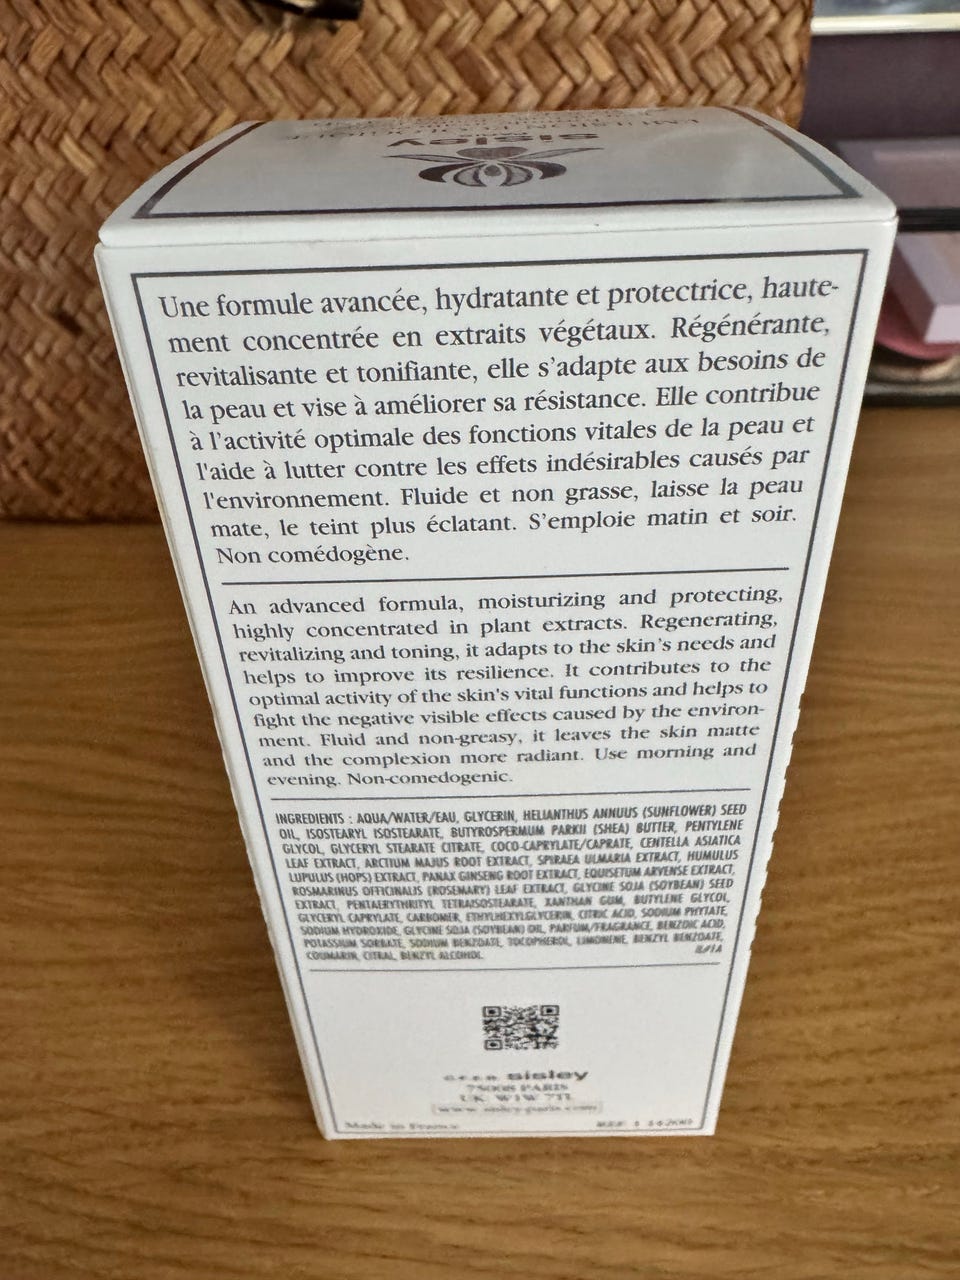 sisley
Une formule avancée, hydratante et protectrice, haute-
ment concentrée en extraits végétaux. Régénérante,
revitalisante et tonifiante, elle s'adapte aux besoins de
la peau et vise à améliorer sa résistance. Elle contribue
à l'activité optimale des fonctions vitales de la peau et
l'aide à lutter contre les effets indésirables causés par
l'environnement. Fluide et non grasse, laisse la peau
mate, le teint plus éclatant. S'emploie matin et soir.
Non comédogène.
An advanced formula, moisturizing and protecting,
highly concentrated in plant extracts. Regenerating,
revitalizing and toning, it adapts to the skin's needs and
helps to improve its resilience. It contributes to the
optimal activity of the skin's vital functions and helps to
fight the negative visible effects caused by the environ-
ment. Fluid and non-greasy, it leaves the skin matte
and the complexion more radiant. Use morning and
evening. Non-comedogenic.
INGREDIENTS : AQUA/WATER/EAU, GLYCERIN, HELIANTHUS ANNUUS (SUNFLOWER) SEED
OIL, ISOSTEARYL ISOSTEARATE, BUTYROSPERMUM PARKII (SHEA) BUTTER, PENTYLENE
GLYCOL, GLYCERYL STEARATE CITRATE, COCO-CAPRYLATE/CAPRATE, CENTELLA ASIATICA
LEAF EXTRACT, ARCTIUM MAJUS ROOT EXTRACT, SPIRAEA ULMARIA EXTRACT, HUMULUS
LUPULUS (HOPS) EXTRACT, PANAX GINSENG ROOT EXTRACT, EQUISETUM ARVENSE EXTRACT,
ROSMARINUS OFFICINALIS (ROSEMARY) LEAF EXTRACT, GLYCINE SOJA (SOYBEAN) SEED
EXTRACT, PENTAERYTHRITYL TETRAISOSTEARATE, XANTHAN GUM, BUTYLENE GLYCOL,
GLYCERYL CAPRYLATE, CARBOMER, ETHYLHEXYLGLYCERIN, CITRIC ACID, SODIUM PHYTATE,
SODIUM HYDROXIDE, GLYCINE SOJA (SOYBEAN) OIL, PARFUM/FRAGRANCE, BENZOIC ACID,
POTASSIUM SORBATE, SODIUM BENZOATE, TOCOPHEROL, LIMONENE, BENZYL BENZOATE,
COUMARIN, CITRAL, BENZYL ALCOHOL.
sisley
75008 PARIS
UK W1W 7TL
www.sisley-paris.com
Made in France